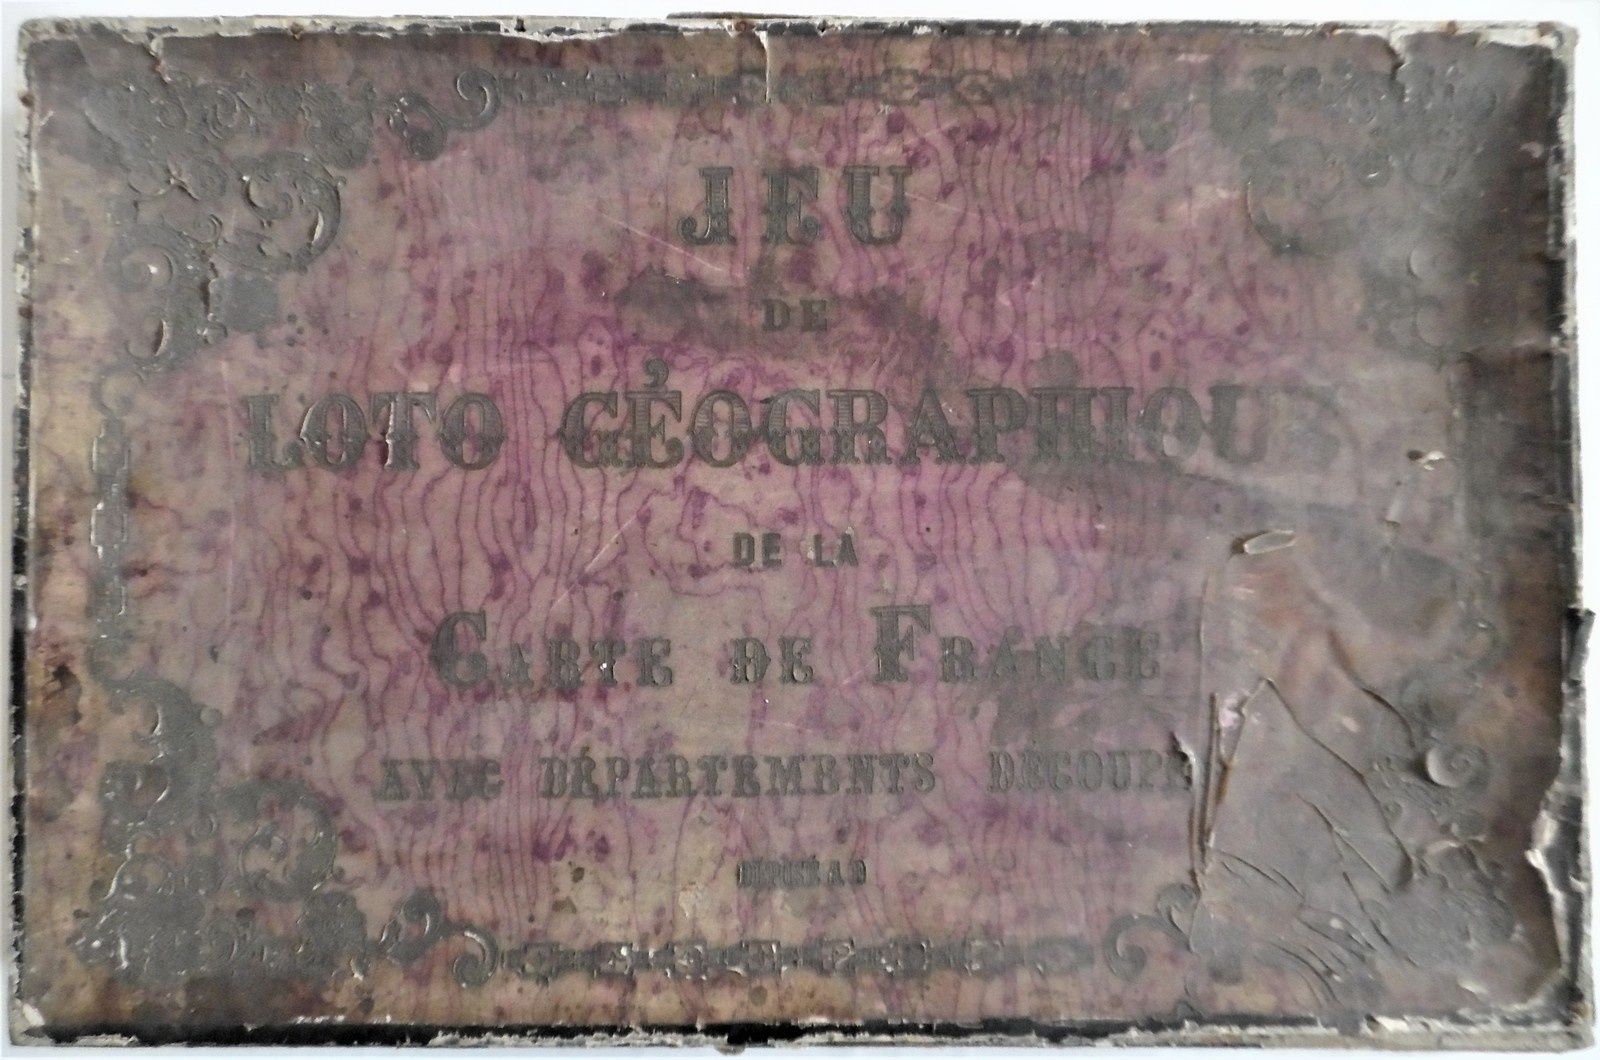 JEU
DE
LOTO GÉOGRAPHIQUE
DE LA
CARTE DE FRANCE
AVEC DÉPARTEMENTS DÉCOUPÉ
DÉPOSÉ A D